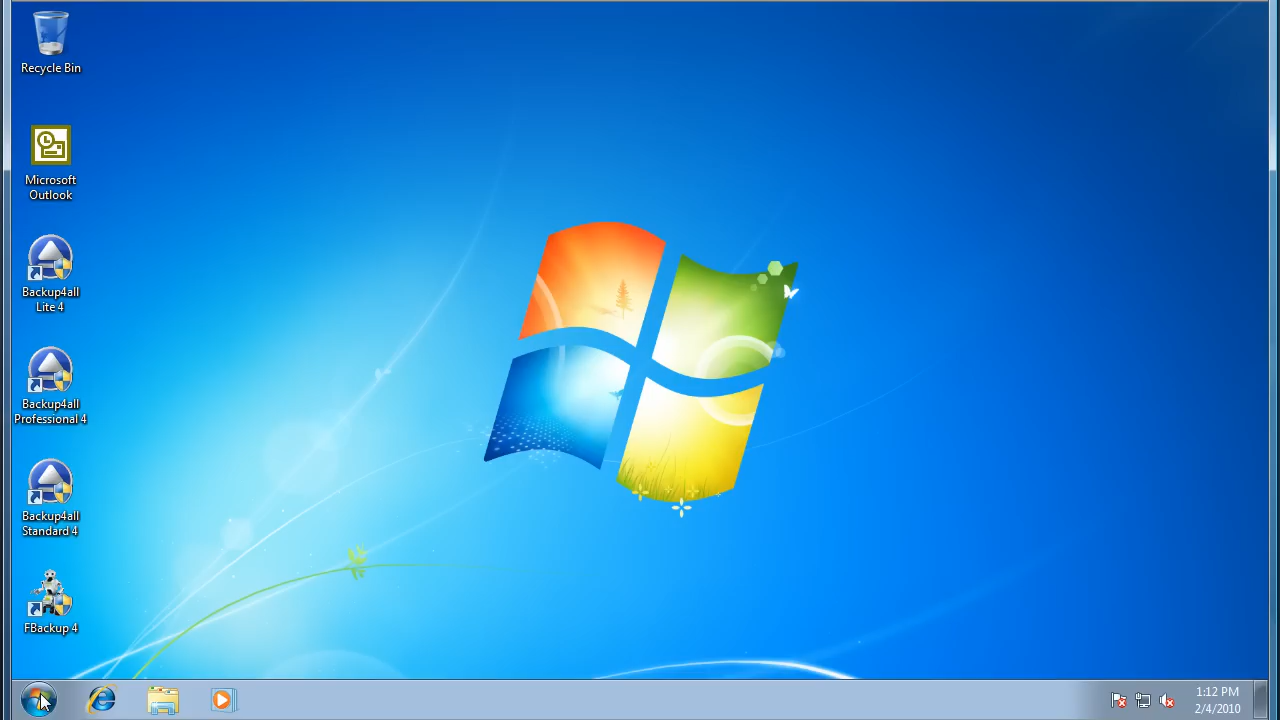 Recycle Bin
Microsoft
Outlook
Backup4all
Lite 4
Backup4all
Professional 4
Backup4all
Standard 4
FBackup 4
1:12 PM
2/4/2010